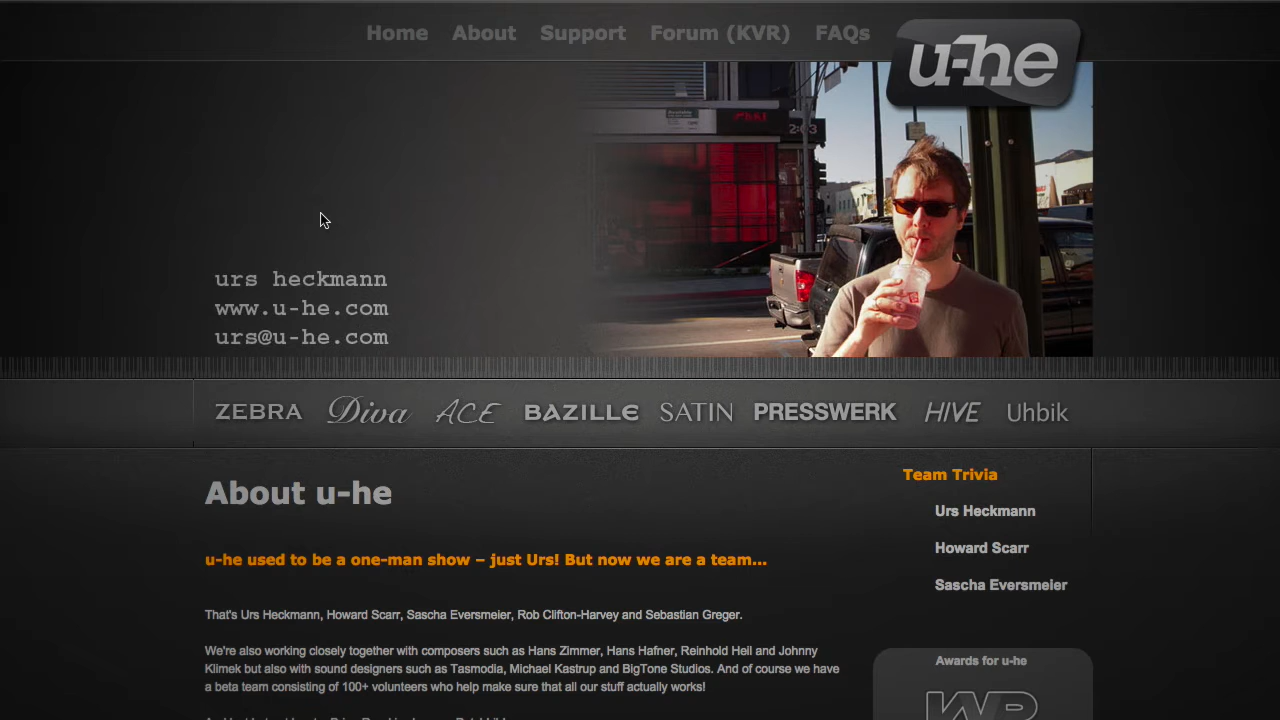 Home About Support Forum (KVR) FAQs
u-he
2:03
urs heckmann
www.u-he.com
urs@u-he.com
ZEBRA Diva ACE BAZILLE SATIN PRESSWERK HIVE Uhbik
About u-he
u-he used to be a one-man show – just Urs! But now we are a team...
That's Urs Heckmann, Howard Scarr, Sascha Eversmeier, Rob Clifton-Harvey and Sebastian Greger.
We're also working closely together with composers such as Hans Zimmer, Hans Hafner, Reinhold Heil and Johnny
Klimek but also with sound designers such as Tasmodia, Michael Kastrup and BigTone Studios. And of course we have
a beta team consisting of 100+ volunteers who help make sure that all our stuff actually works!
Team Trivia
Urs Heckmann
Howard Scarr
Sascha Eversmeier
Awards for u-he
KVR